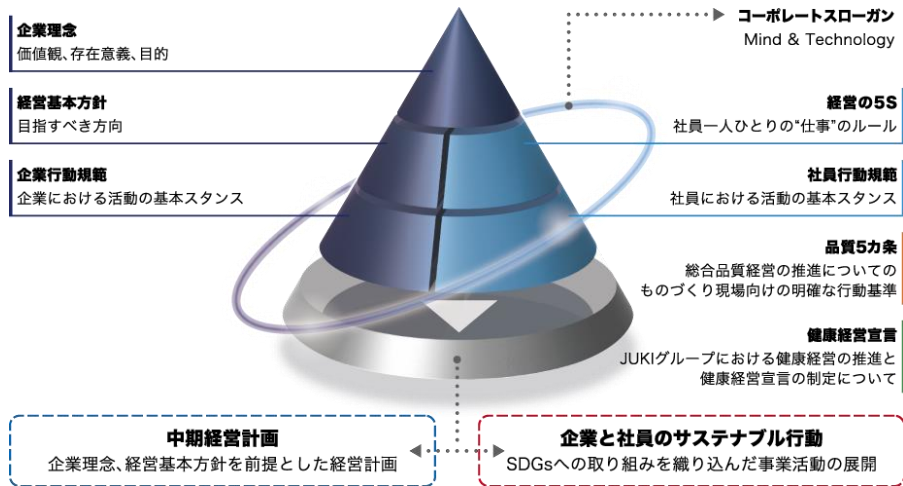 企業理念
価値観、存在意義、目的
コーポレートスローガン
Mind & Technology
経営基本方針
目指すべき方向
経営の5S
社員一人ひとりの“仕事”のルール
企業行動規範
企業における活動の基本スタンス
社員行動規範
社員における活動の基本スタンス
品質5カ条
総合品質経営の推進についての
ものづくり現場向けの明確な行動基準
健康経営宣言
JUKIグループにおける健康経営の推進と
健康経営宣言の制定について
中期経営計画
企業理念、経営基本方針を前提とした経営計画
企業と社員のサステナブル行動
SDGsへの取り組みを織り込んだ事業活動の展開